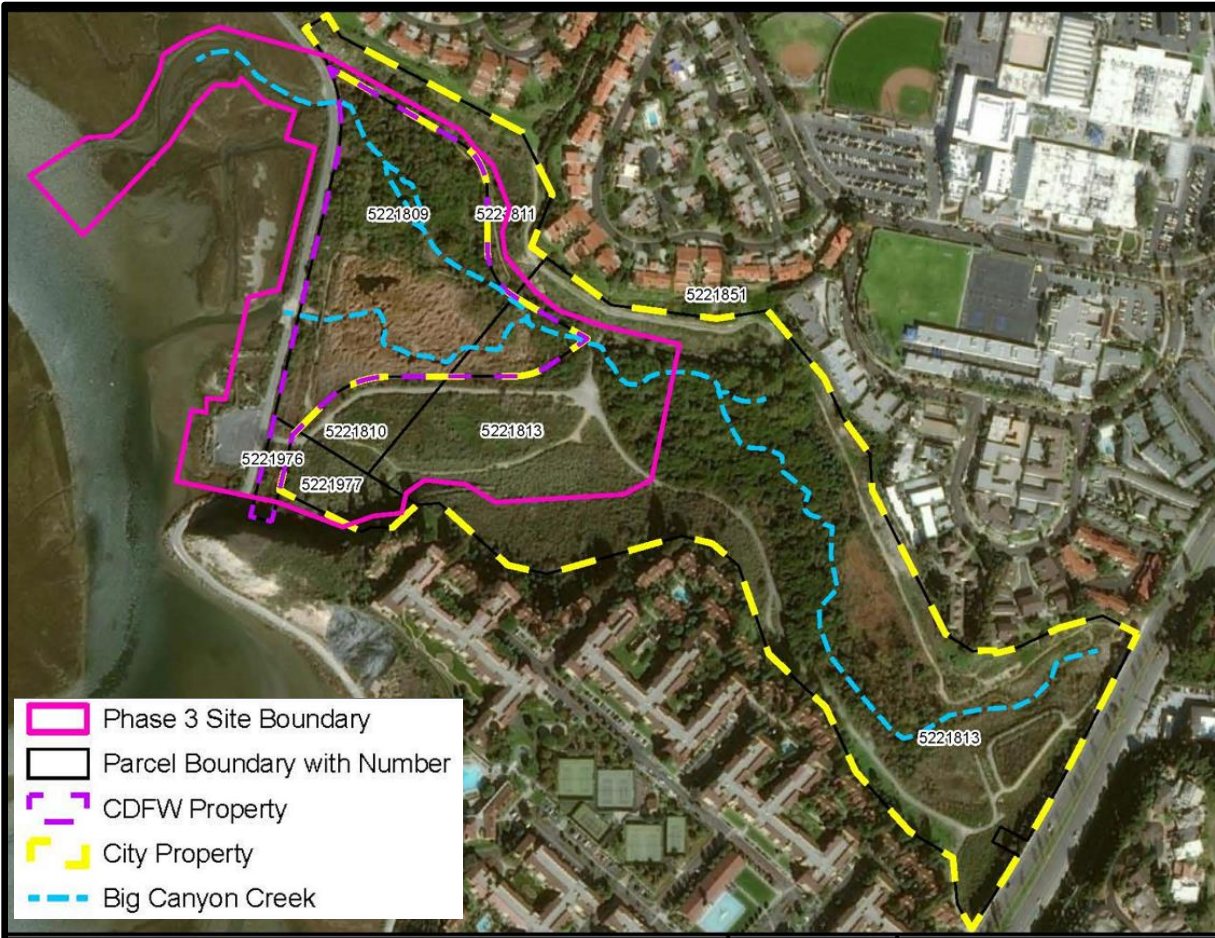 5221809
5221811
5221851
5221810
5221813
5221976
5221977
5221813
Phase 3 Site Boundary
Parcel Boundary with Number
CDFW Property
City Property
Big Canyon Creek